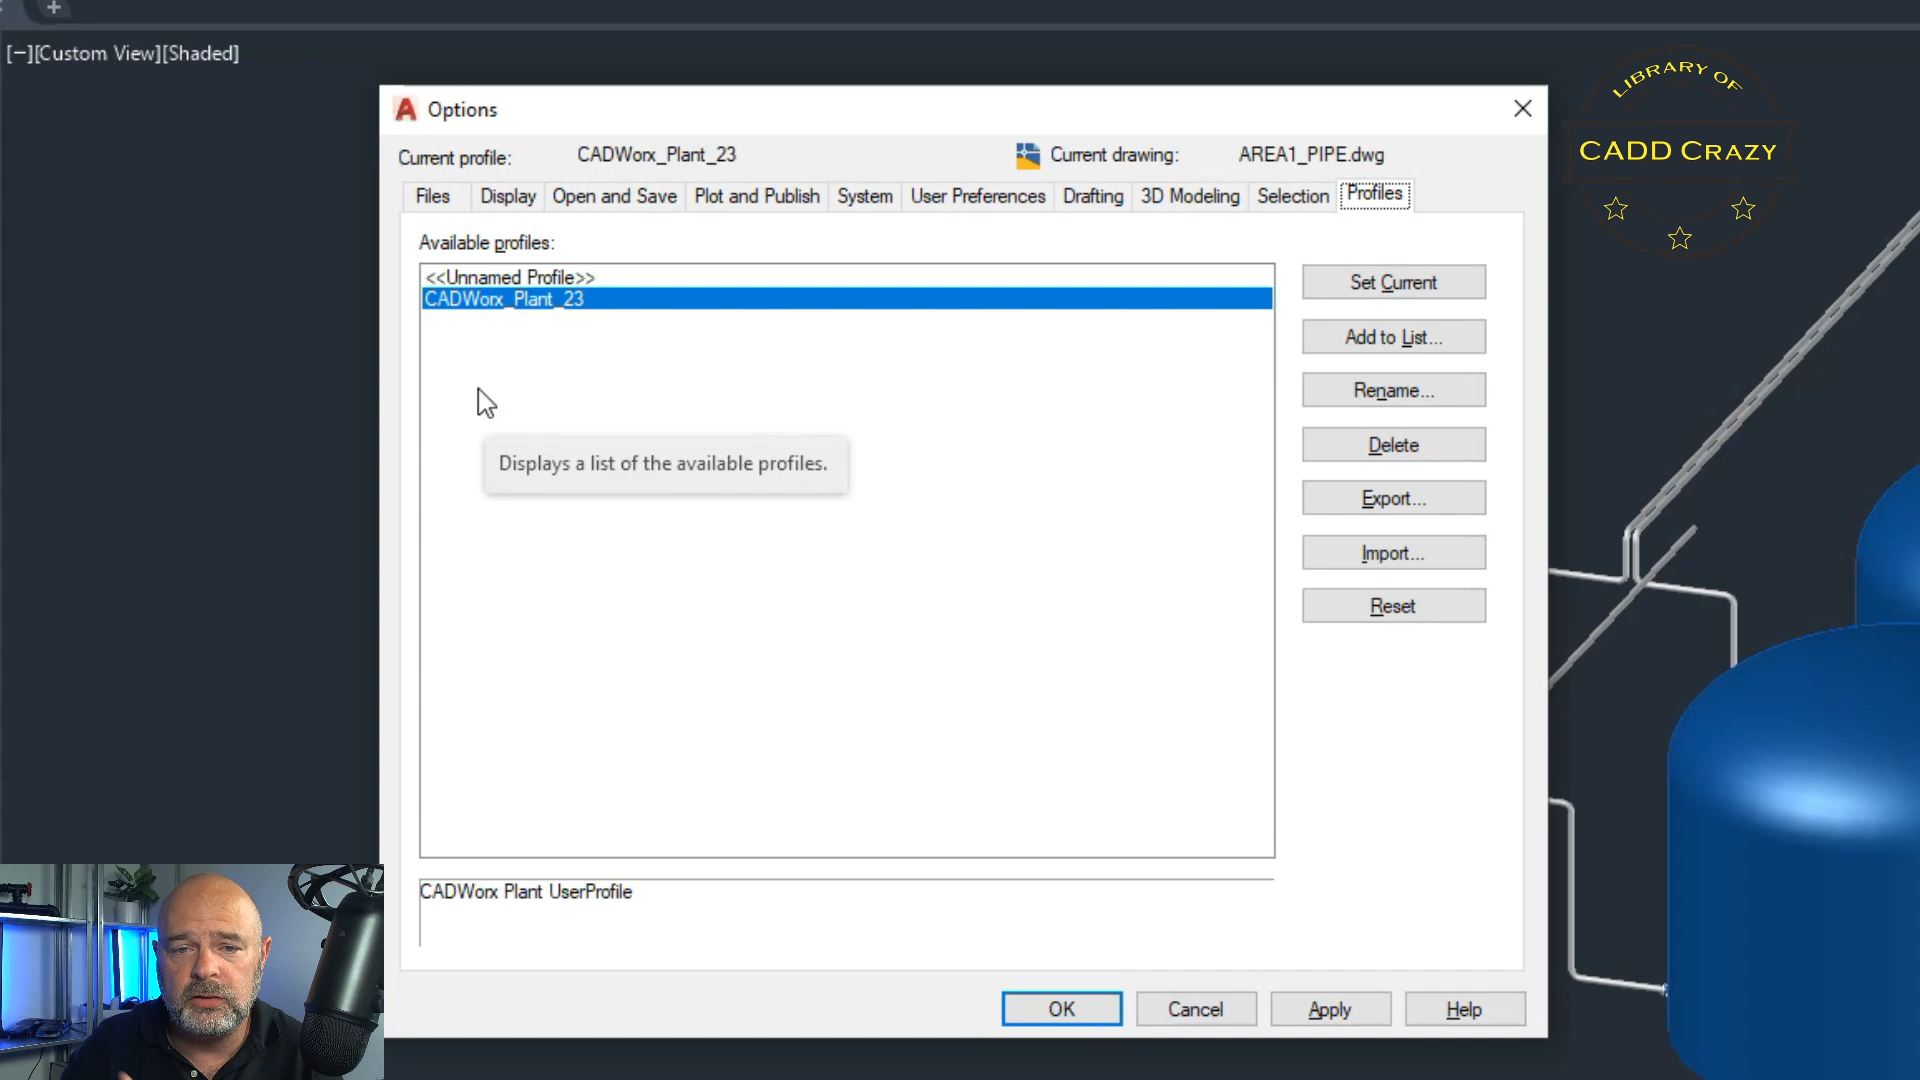 [−][Custom View][Shaded]
LIBRARY OF
CADD CRAZY
Options
Current profile:
CADWorx_Plant_23
Current drawing:
AREA1_PIPE.dwg
Files
Display
Open and Save
Plot and Publish
System
User Preferences
Drafting
3D Modeling
Selection
Profiles
Available profiles:
<<Unnamed Profile>>
CADWorx_Plant_23
Displays a list of the available profiles.
Set Current
Add to List...
Rename...
Delete
Export...
Import...
Reset
CADWorx Plant UserProfile
OK
Cancel
Apply
Help